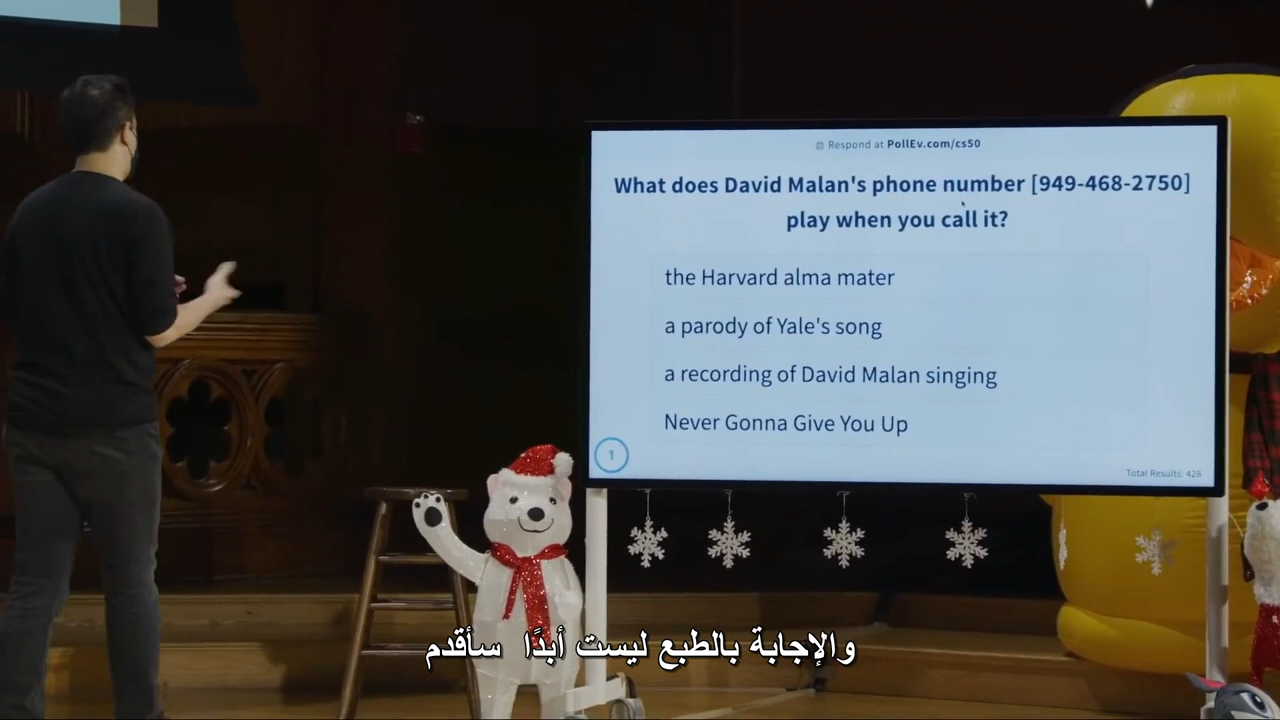 Respond at PollEv.com/cs50
What does David Malan's phone number [949-468-2750]
play when you call it?
the Harvard alma mater
a parody of Yale's song
a recording of David Malan singing
Never Gonna Give You Up
1
Total Results: 426
والإجابة بالطبع ليست أبدًا سأقدم